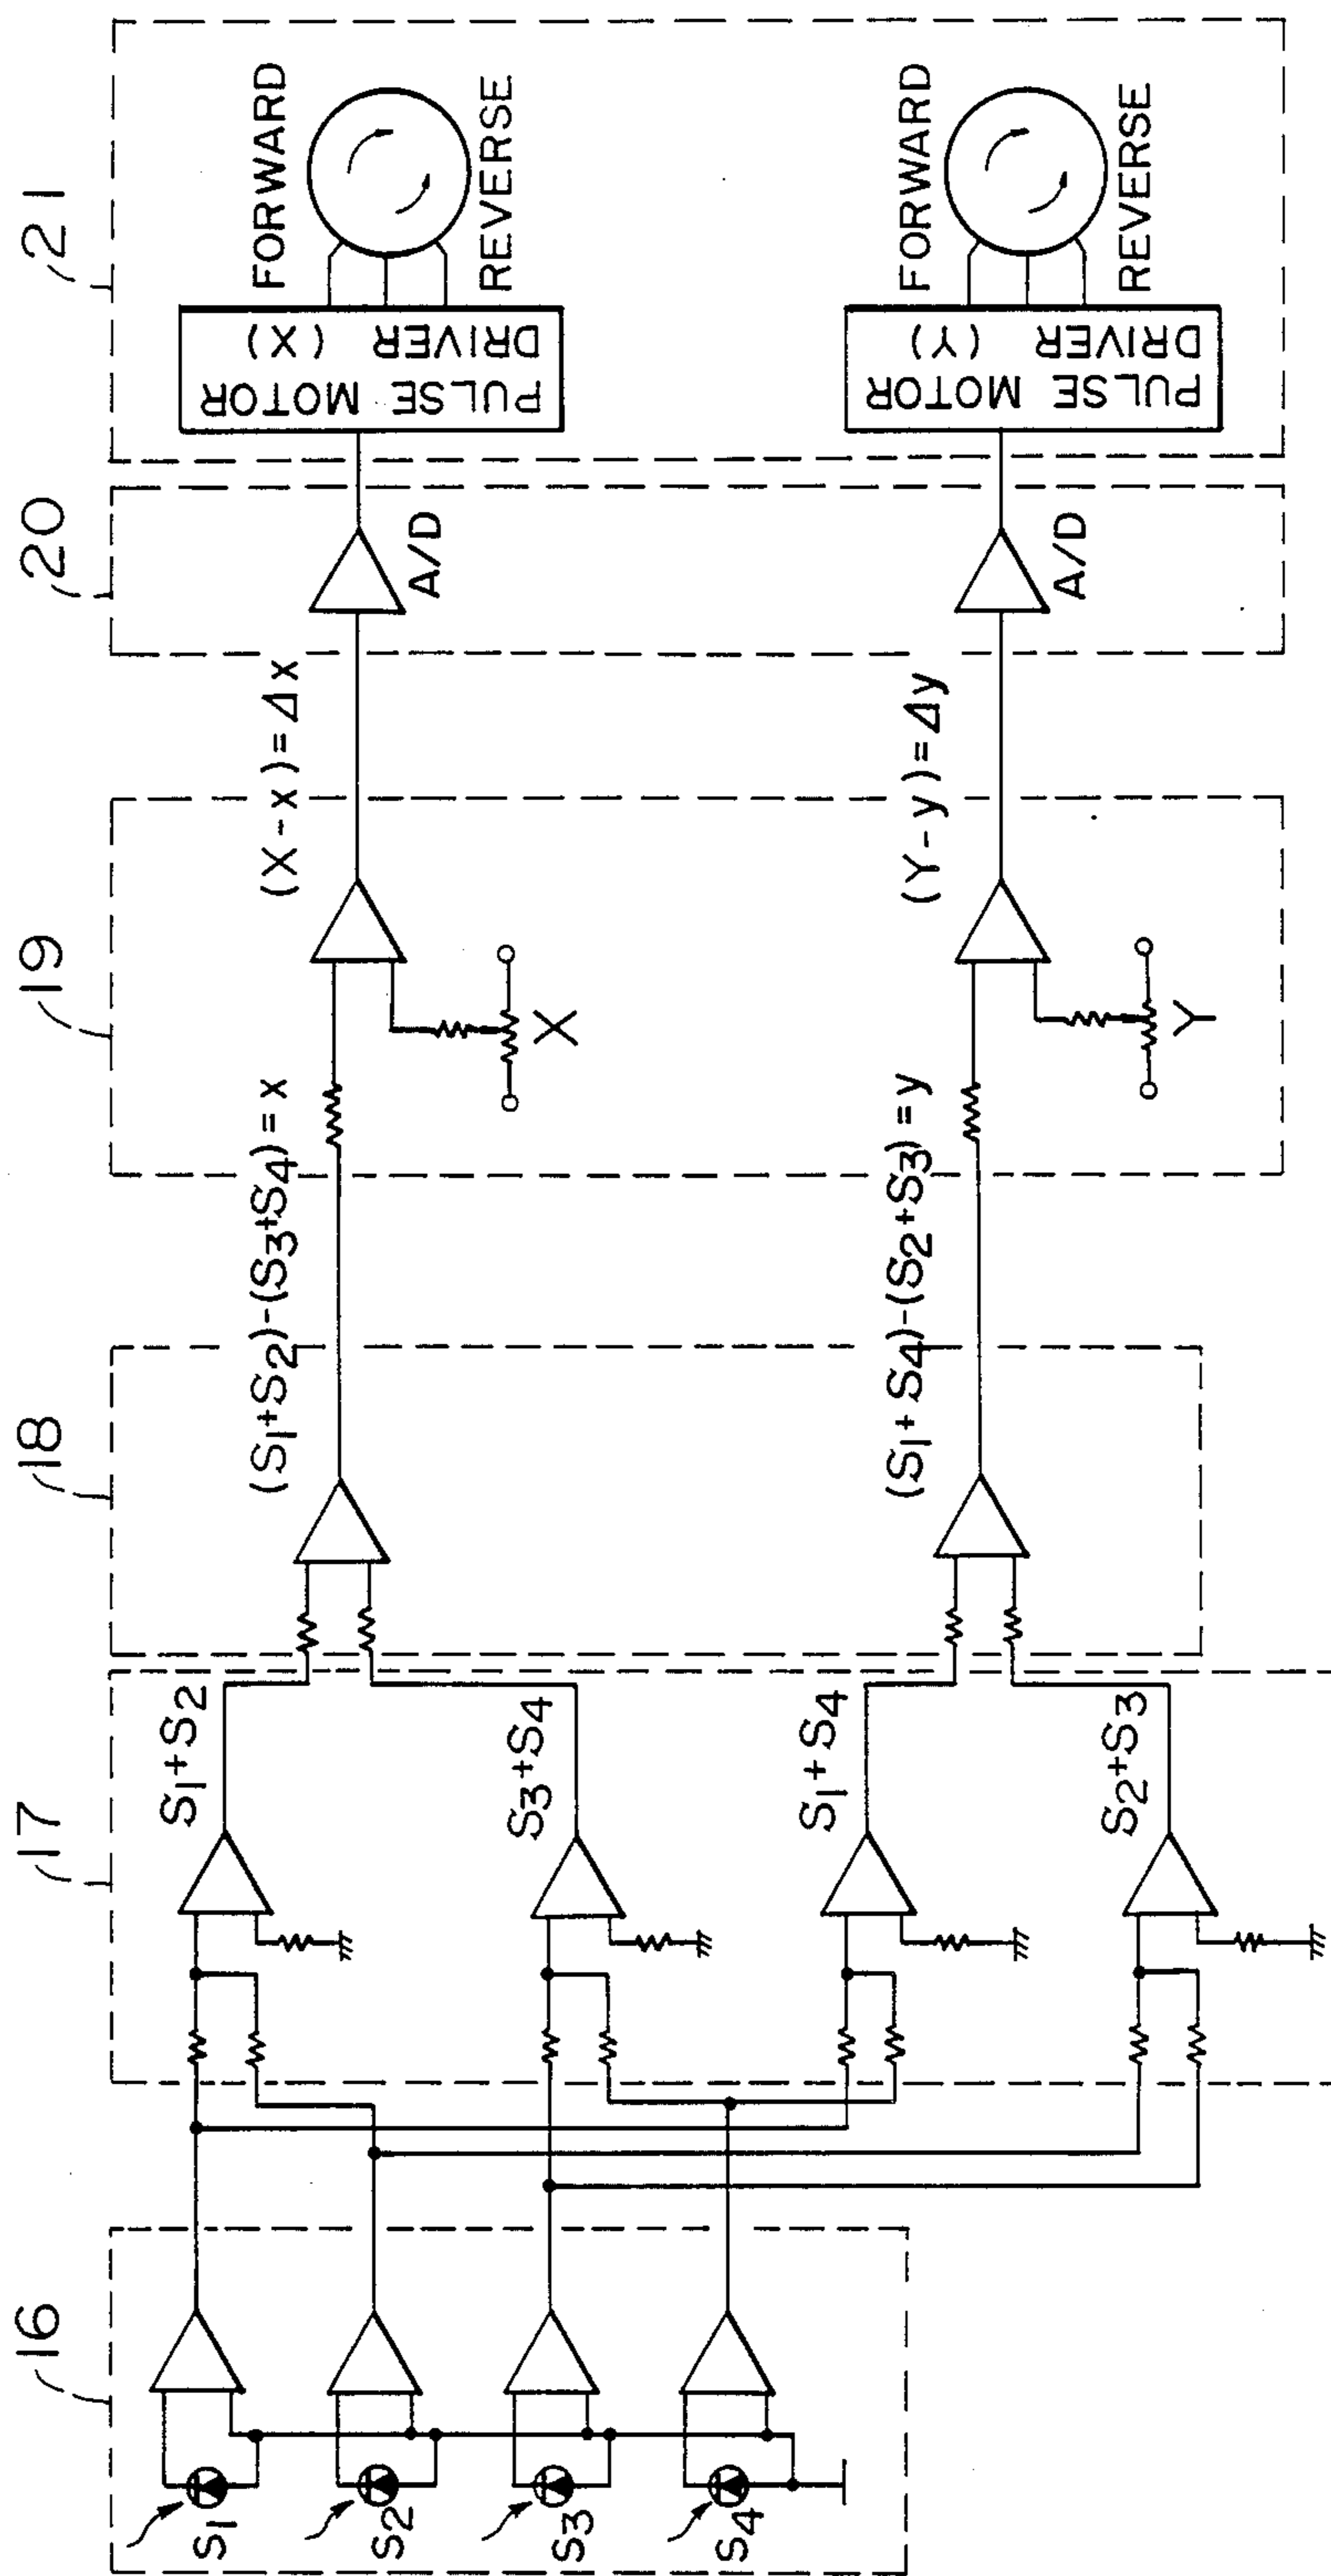 16
17
18
19
20
21
S1
S2
S3
S4
S1+S2
S3+S4
S1+S4
S2+S3
(S1+S2)-(S3+S4)=x
(S1+S4)-(S2+S3)=y
X
Y
(X-x)=Δx
(Y-y)=Δy
A/D
A/D
PULSE MOTOR
DRIVER (X)
FORWARD
REVERSE
PULSE MOTOR
DRIVER (Y)
FORWARD
REVERSE